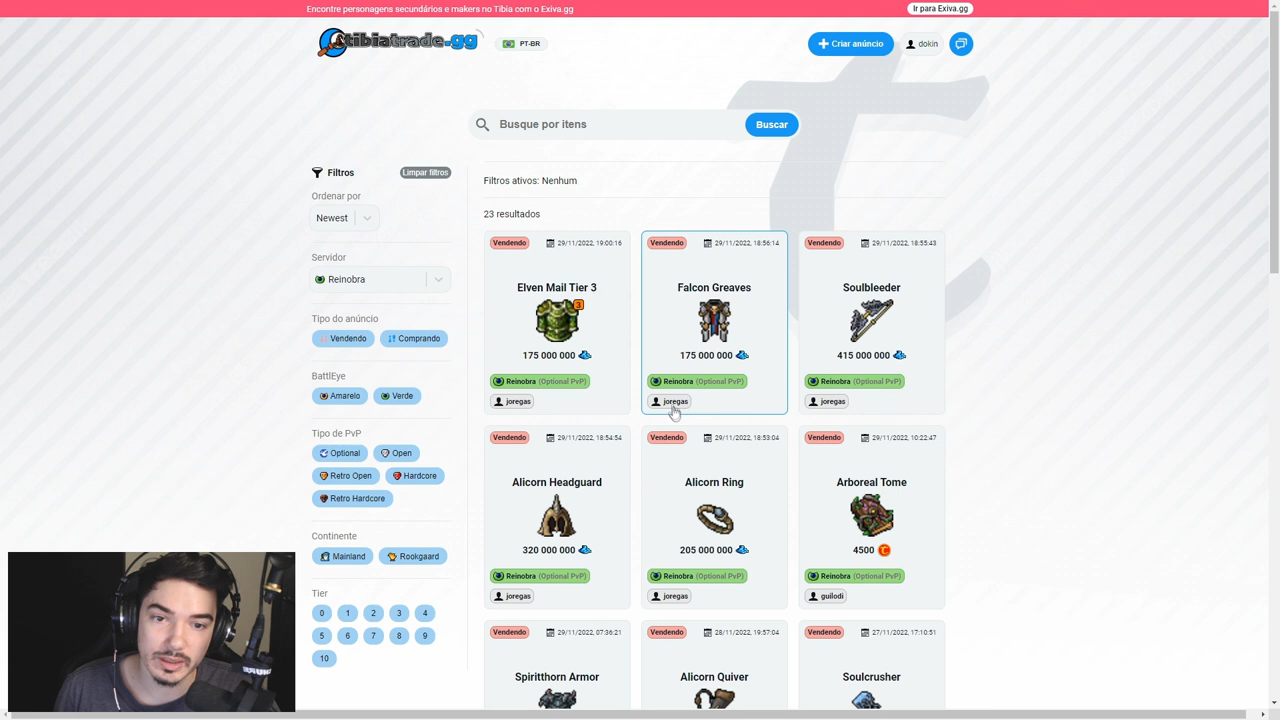 Encontre personagens secundários e makers no Tibia com o Exiva.gg
Ir para Exiva.gg
tibiatrade.gg
PT-BR
Criar anúncio
dokin
Busque por itens
Buscar
Filtros
Limpar filtros
Ordenar por
Newest
Servidor
Reinobra
Tipo do anúncio
Vendendo
Comprando
BattlEye
Amarelo
Verde
Tipo de PvP
Optional
Open
Retro Open
Hardcore
Retro Hardcore
Continente
Mainland
Rookgaard
Tier
0 1 2 3 4
5 6 7 8 9
10
Filtros ativos: Nenhum
23 resultados
Vendendo 29/11/2022, 19:00:16
Elven Mail Tier 3
3
175 000 000
Reinobra (Optional PvP)
joregas
Vendendo 29/11/2022, 18:56:14
Falcon Greaves
175 000 000
Reinobra (Optional PvP)
joregas
Vendendo 29/11/2022, 18:55:43
Soulbleeder
415 000 000
Reinobra (Optional PvP)
joregas
Vendendo 29/11/2022, 18:54:54
Alicorn Headguard
320 000 000
Reinobra (Optional PvP)
joregas
Vendendo 29/11/2022, 18:53:04
Alicorn Ring
205 000 000
Reinobra (Optional PvP)
joregas
Vendendo 29/11/2022, 10:22:47
Arboreal Tome
4500
Reinobra (Optional PvP)
guilodi
Vendendo 29/11/2022, 07:36:21
Spiritthorn Armor
Vendendo 28/11/2022, 19:57:04
Alicorn Quiver
Vendendo 27/11/2022, 17:10:51
Soulcrusher